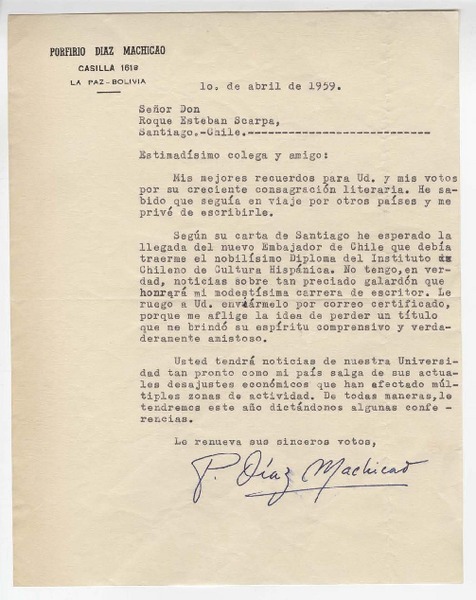 PORFIRIO DIAZ MACHICAO
CASILLA 1618
LA PAZ-BOLIVIA
1o. de abril de 1959.
Señor Don
Roque Esteban Scarpa,
Santiago.-Chile.---------------------------
Estimadísimo colega y amigo:
Mis mejores recuerdos para Ud. y mis votos
por su creciente consagración literaria. He sa-
bido que seguía en viaje por otros países y me
privé de escribirle.
Según su carta de Santiago he esperado la
llegada del nuevo Embajador de Chile que debía
traerme el nobilísimo Diploma del Instituto
Chileno de Cultura Hispánica. No tengo, en ver-
dad, noticias sobre tan preciado galardón que
honrará mi modestísima carrera de escritor. Le
ruego a Ud. enviármelo por correo certificado,
porque me aflige la idea de perder un título
que me brindó su espíritu comprensivo y verda-
deramente amistoso.
Usted tendrá noticias de nuestra Universi-
dad tan pronto como mi país salga de sus actua-
les desajustes económicos que han afectado múl-
tiples zonas de actividad. De todas maneras,le
tendremos este año dictándonos algunas confe -
rencias.
Le renueva sus sinceros votos,
P. Díaz Machicao